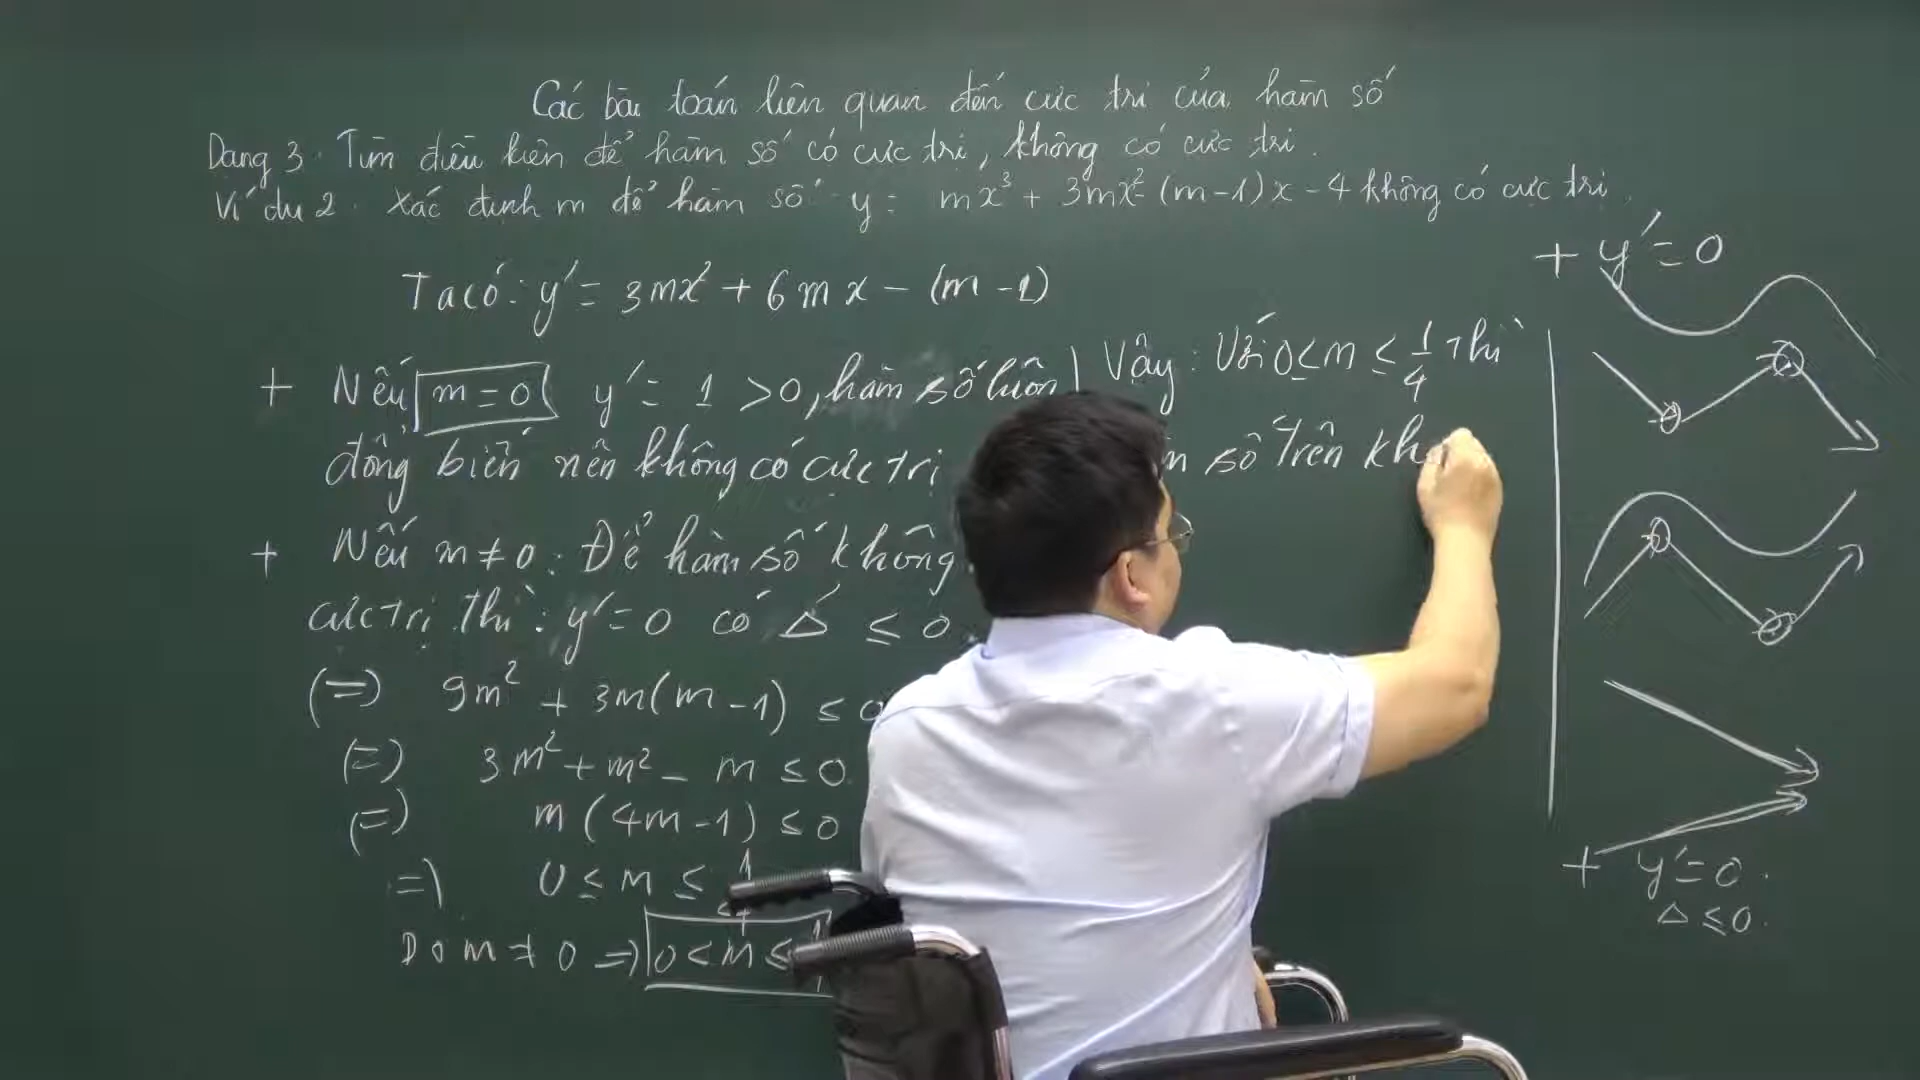 Các bài toán liên quan đến cực trị của hàm số
Dạng 3. Tìm điều kiện để hàm số có cực trị, không có cực trị.
Ví dụ 2. Xác định m để hàm số y = mx³ + 3mx² - (m-1)x - 4 không có cực trị.
Ta có: y' = 3mx² + 6mx - (m-1)
+ Nếu m=0 y' = 1 > 0, hàm số luôn
đồng biến nên không có cực trị
+ Nếu m ≠ 0: Để hàm số không
cực trị thì: y' = 0 có Δ' ≤ 0
(=) 9m² + 3m(m-1) ≤ 0
(=) 3m² + m² - m ≤ 0
(=) m(4m-1) ≤ 0
=) 0 ≤ m ≤ 1/4
Do m ≠ 0 =) 0 < m ≤
Vậy: Với 0 ≤ m ≤ 1/4 thì
số trên
+ y' = 0
+ y' = 0.
Δ ≤ 0.